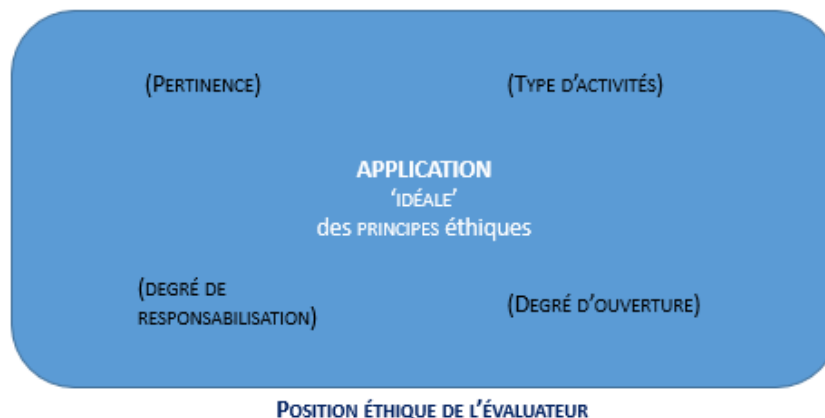 (PERTINENCE)
(TYPE D'ACTIVITÉS)
APPLICATION
'IDÉALE'
des PRINCIPES éthiques
(DEGRÉ DE
RESPONSABILISATION)
(DEGRÉ D'OUVERTURE)
POSITION ÉTHIQUE DE L'ÉVALUATEUR